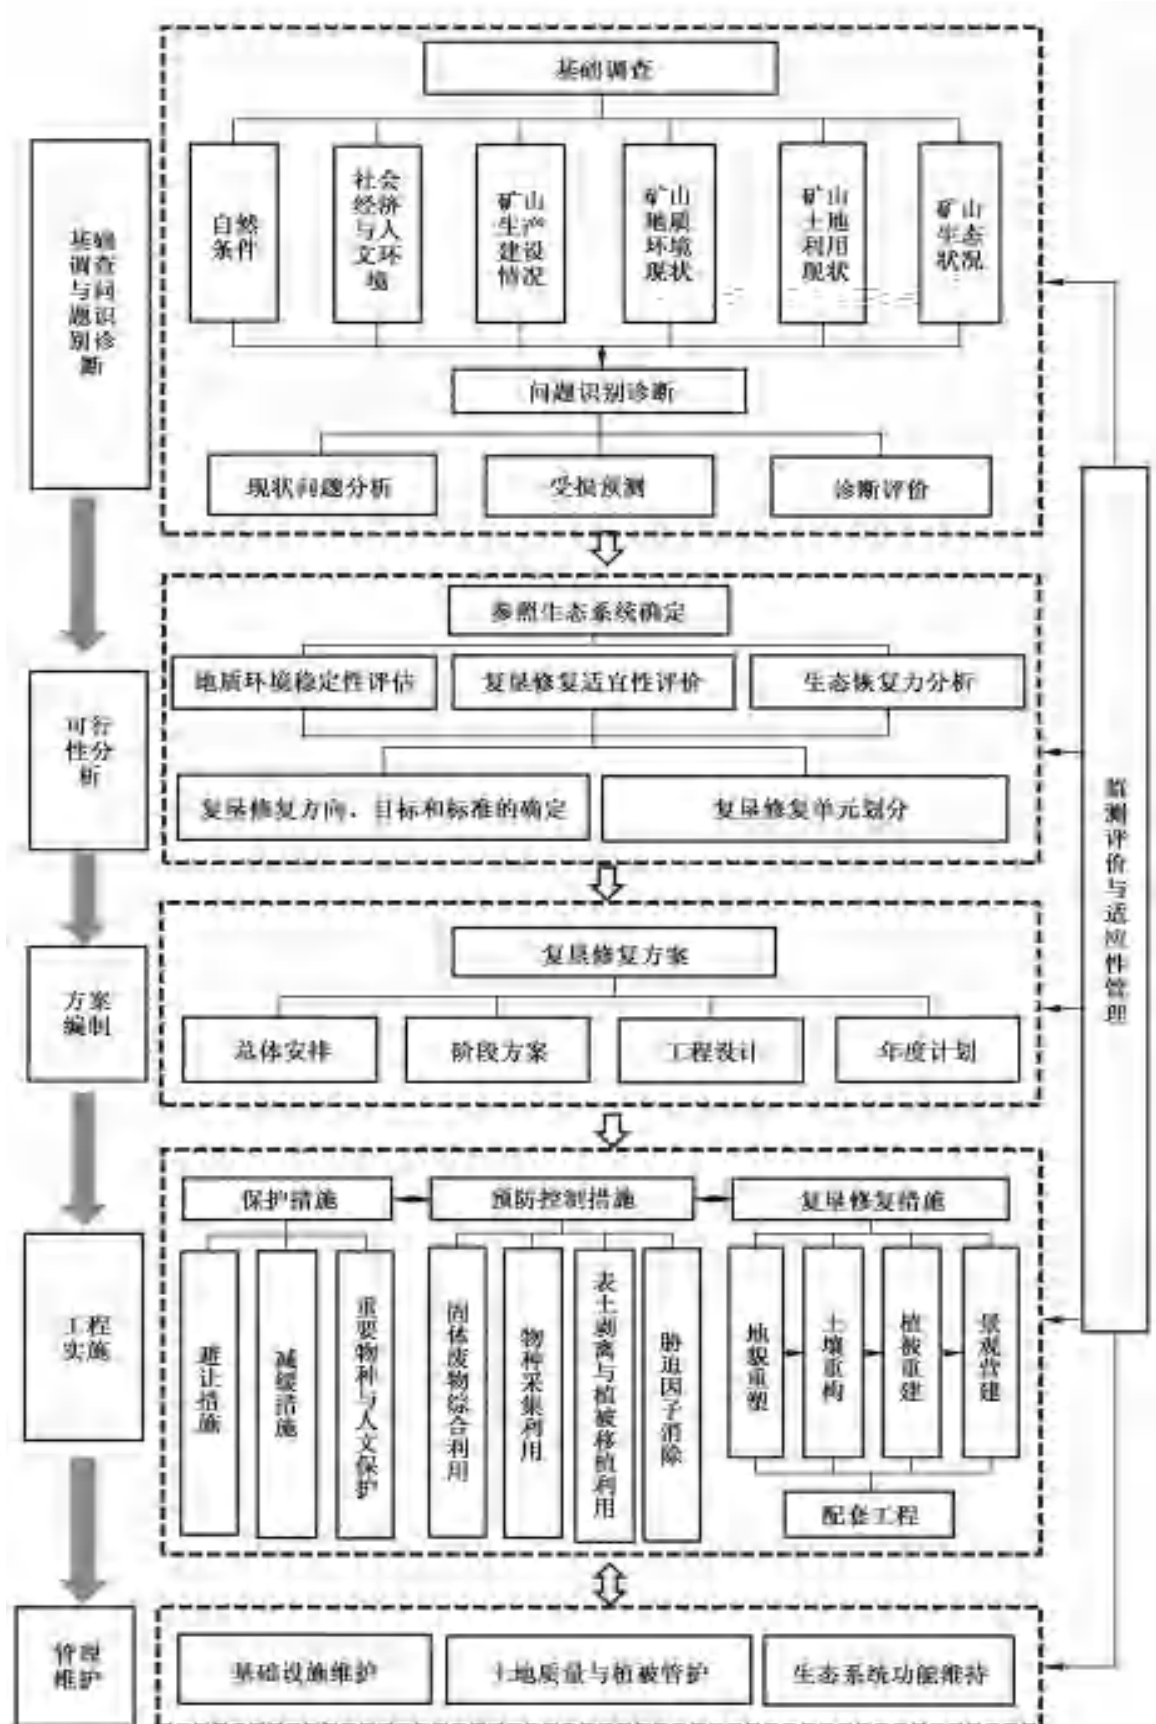 基础调查
自然
条件
社会
经济
与人
文环
境
矿山
生产
建设
情况
矿山
地质
环境
现状
矿山
土地
利用
现状
矿山
生态
状况
基础
调查
与问
题识
别诊
断
问题识别诊断
现状问题分析
受损预测
诊断评价
参照生态系统确定
地质环境稳定性评估
复垦修复适宜性评价
生态恢复力分析
可行
性分
析
复垦修复方向、目标和标准的确定
复垦修复单元划分
监测评价与适应性管理
复垦修复方案
方案
编制
总体安排
阶段方案
工程设计
年度计划
保护措施
预防控制措施
复垦修复措施
工程
实施
避让措施
减缓措施
重要物种与人文保护
固体废物综合利用
物种采集利用
表土剥离与植被移植利用
胁迫因子消除
地貌重塑
土壤重构
植被重建
景观营建
配套工程
管理
维护
基础设施维护
土地质量与植被管护
生态系统功能维持